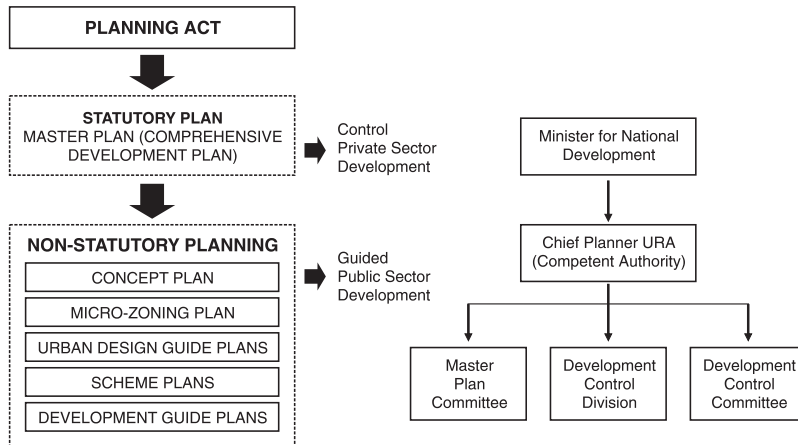 PLANNING ACT
STATUTORY PLAN
MASTER PLAN (COMPREHENSIVE
DEVELOPMENT PLAN)
Control
Private Sector
Development
NON-STATUTORY PLANNING
CONCEPT PLAN
MICRO-ZONING PLAN
URBAN DESIGN GUIDE PLANS
SCHEME PLANS
DEVELOPMENT GUIDE PLANS
Guided
Public Sector
Development
Minister for National
Development
Chief Planner URA
(Competent Authority)
Master
Plan
Committee
Development
Control
Division
Development
Control
Committee